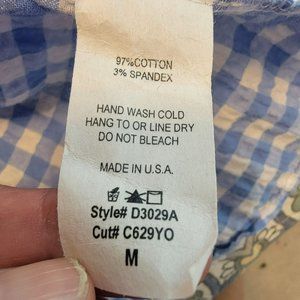 97%COTTON
3% SPANDEX
HAND WASH COLD
HANG TO OR LINE DRY
DO NOT BLEACH
MADE IN U.S.A.
Style# D3029A
Cut# C629YO
M